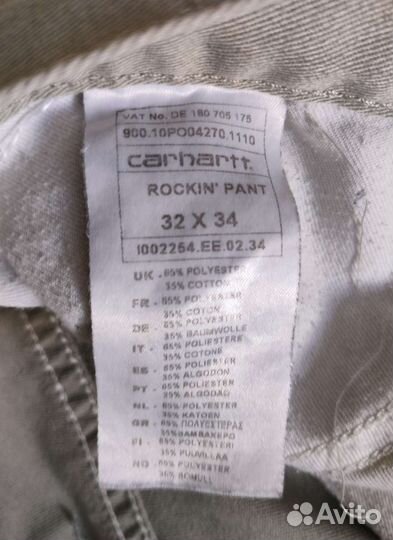 VAT No. DE 180 705 175
900.10PO04270.1110
carhartt
ROCKIN' PANT
32 X 34
I002254.EE.02.34
UK - 65% POLYESTER
35% COTTON
FR - 65% POLYESTER
35% COTON
DE - 65% POLYESTER
35% BAUMWOLLE
IT - 65% POLIESTERE
35% COTONE
ES - 65% POLIESTER
35% ALGODON
PT - 65% POLIESTER
35% ALGODAO
NL - 65% POLYESTER
35% KATOEN
GR - 65% ΠΟΛΥΕΣΤΕΡΑΣ
35% ΒΑΜΒΑΚΕΡΟ
FI - 65% POLYESTERI
35% PUUVILLAA
NO - 65% POLYESTER
35% BOMULL
Avito